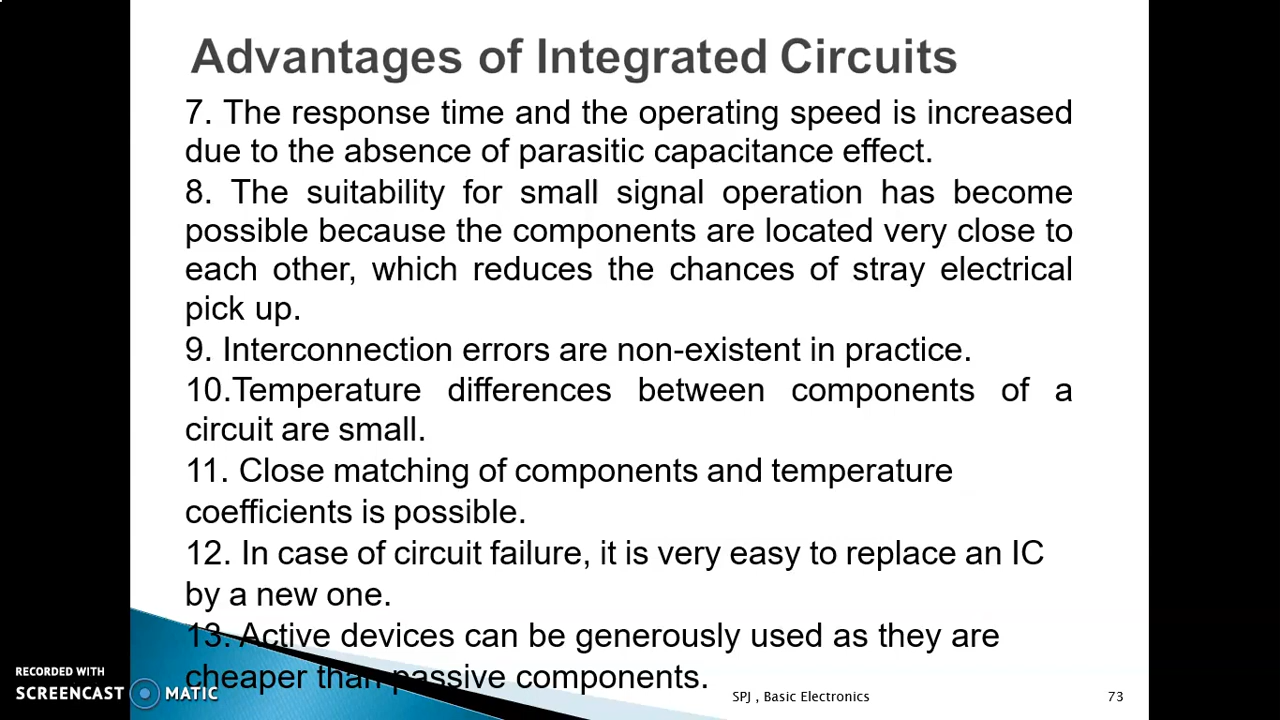 Advantages of Integrated Circuits
7. The response time and the operating speed is increased
due to the absence of parasitic capacitance effect.
8. The suitability for small signal operation has become
possible because the components are located very close to
each other, which reduces the chances of stray electrical
pick up.
9. Interconnection errors are non-existent in practice.
10.Temperature differences between components of a
circuit are small.
11. Close matching of components and temperature
coefficients is possible.
12. In case of circuit failure, it is very easy to replace an IC
by a new one.
13. Active devices can be generously used as they are
cheaper than passive components.
RECORDED WITH
SCREENCAST MATIC
SPJ , Basic Electronics
73